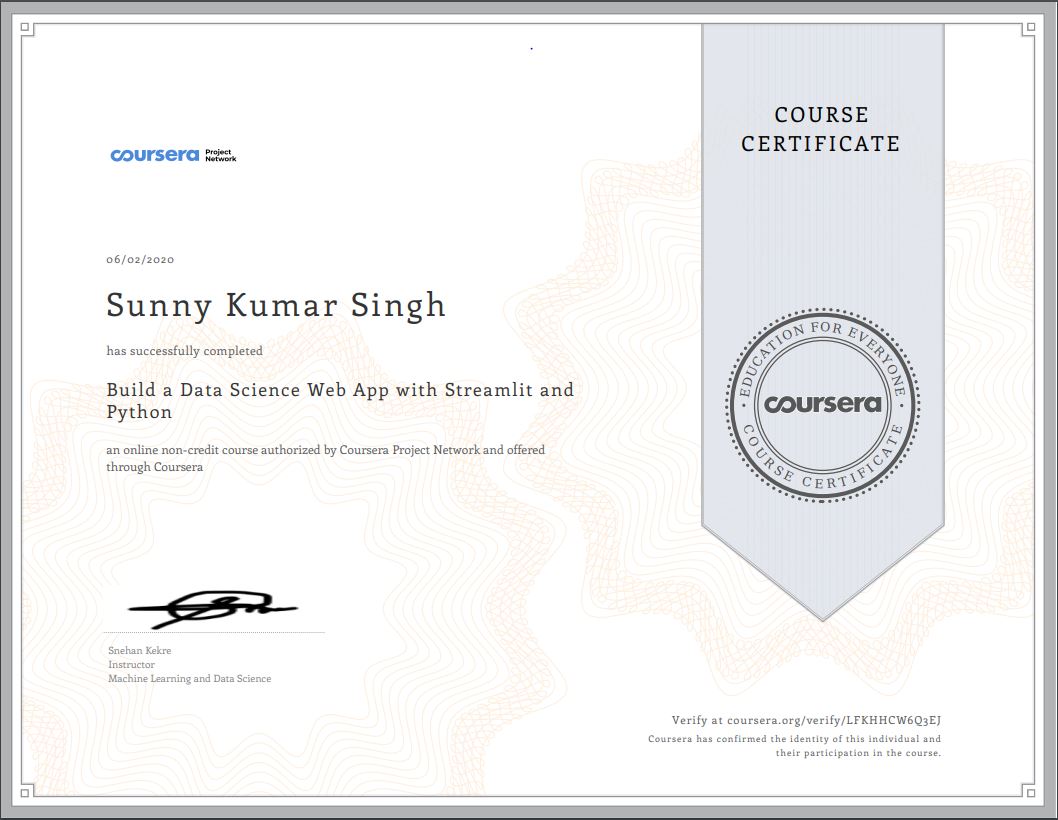 COURSE
CERTIFICATE
coursera Project
Network
06/02/2020
Sunny Kumar Singh
has successfully completed
Build a Data Science Web App with Streamlit and
Python
an online non-credit course authorized by Coursera Project Network and offered
through Coursera
EDUCATION FOR EVERYONE
coursera
COURSE CERTIFICATE
Snehan Kekre
Instructor
Machine Learning and Data Science
Verify at coursera.org/verify/LFKHHCW6Q3EJ
Coursera has confirmed the identity of this individual and
their participation in the course.